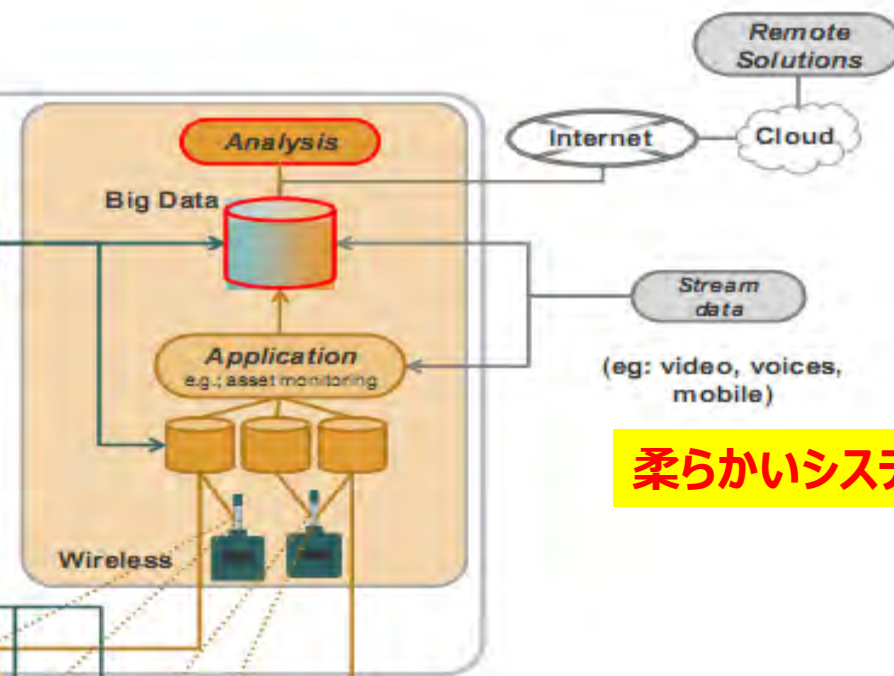 Remote
Solutions
Analysis
Internet
Cloud
Big Data
Stream
data
Application
e.g.; asset monitoring
(eg: video, voices,
mobile)
柔らかいシステ
Wireless